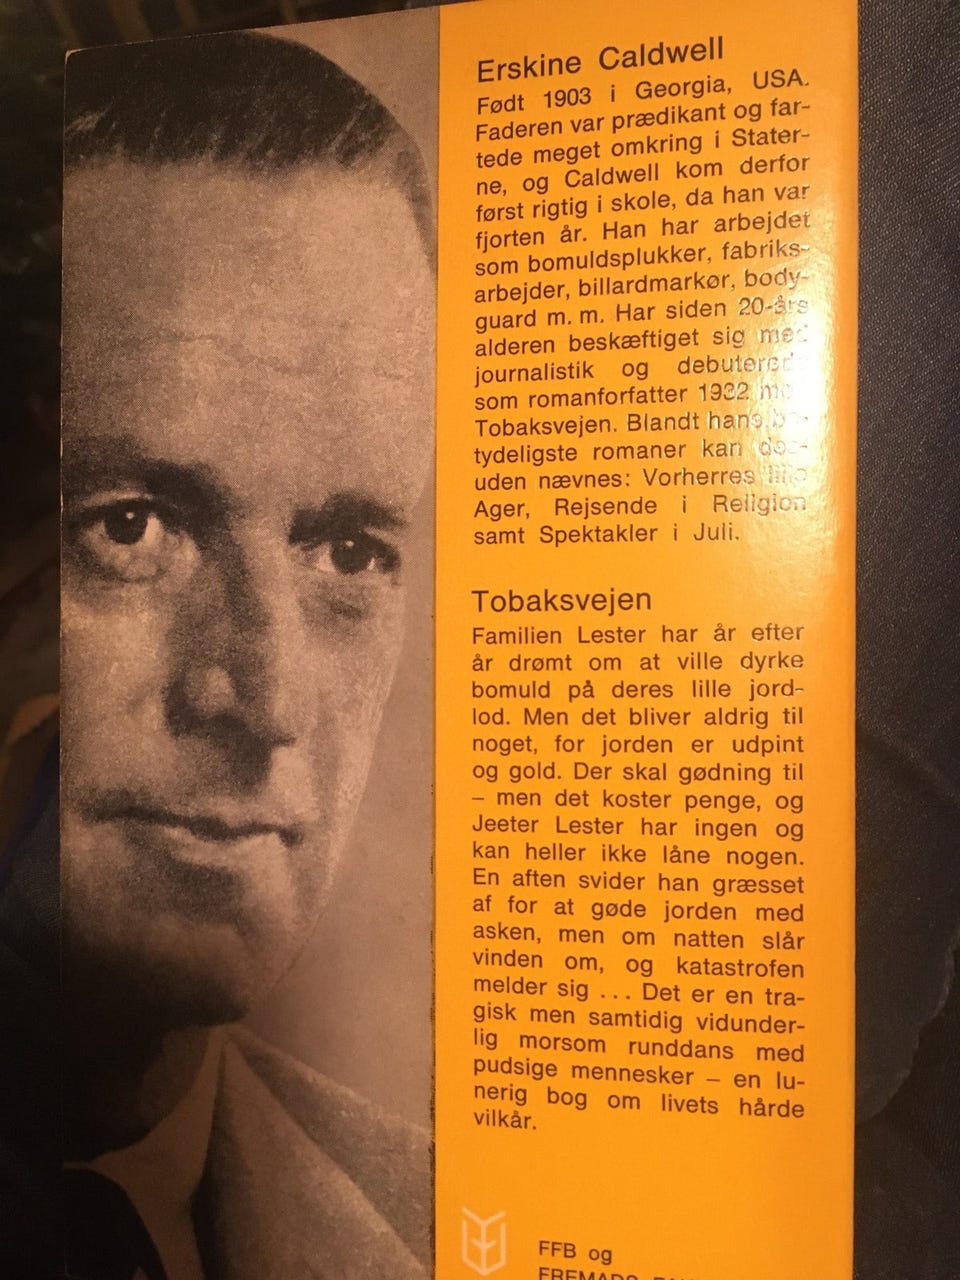 Erskine Caldwell
Født 1903 i Georgia, USA.
Faderen var prædikant og far-
tede meget omkring i Stater-
ne, og Caldwell kom derfor
først rigtig i skole, da han var
fjorten år. Han har arbejdet
som bomuldsplukker, fabriks-
arbejder, billardmarkør, body-
guard m. m. Har siden 20-års
alderen beskæftiget sig med
journalistik og debuterede
som romanforfatter 1932
Tobaksvejen. Blandt hans
tydeligste romaner kan
uden nævnes: Vorherres lille
Ager, Rejsende i Religion
samt Spektakler i Juli.
Tobaksvejen
Familien Lester har år efter
år drømt om at ville dyrke
bomuld på deres lille jord-
lod. Men det bliver aldrig til
noget, for jorden er udpint
og gold. Der skal gødning til
– men det koster penge, og
Jeeter Lester har ingen og
kan heller ikke låne nogen.
En aften svider han græsset
af for at gøde jorden med
asken, men om natten slår
vinden om, og katastrofen
melder sig ... Det er en tra-
gisk men samtidig vidunder-
lig morsom runddans med
pudsige mennesker – en lu-
nerig bog om livets hårde
vilkår.
FFB og